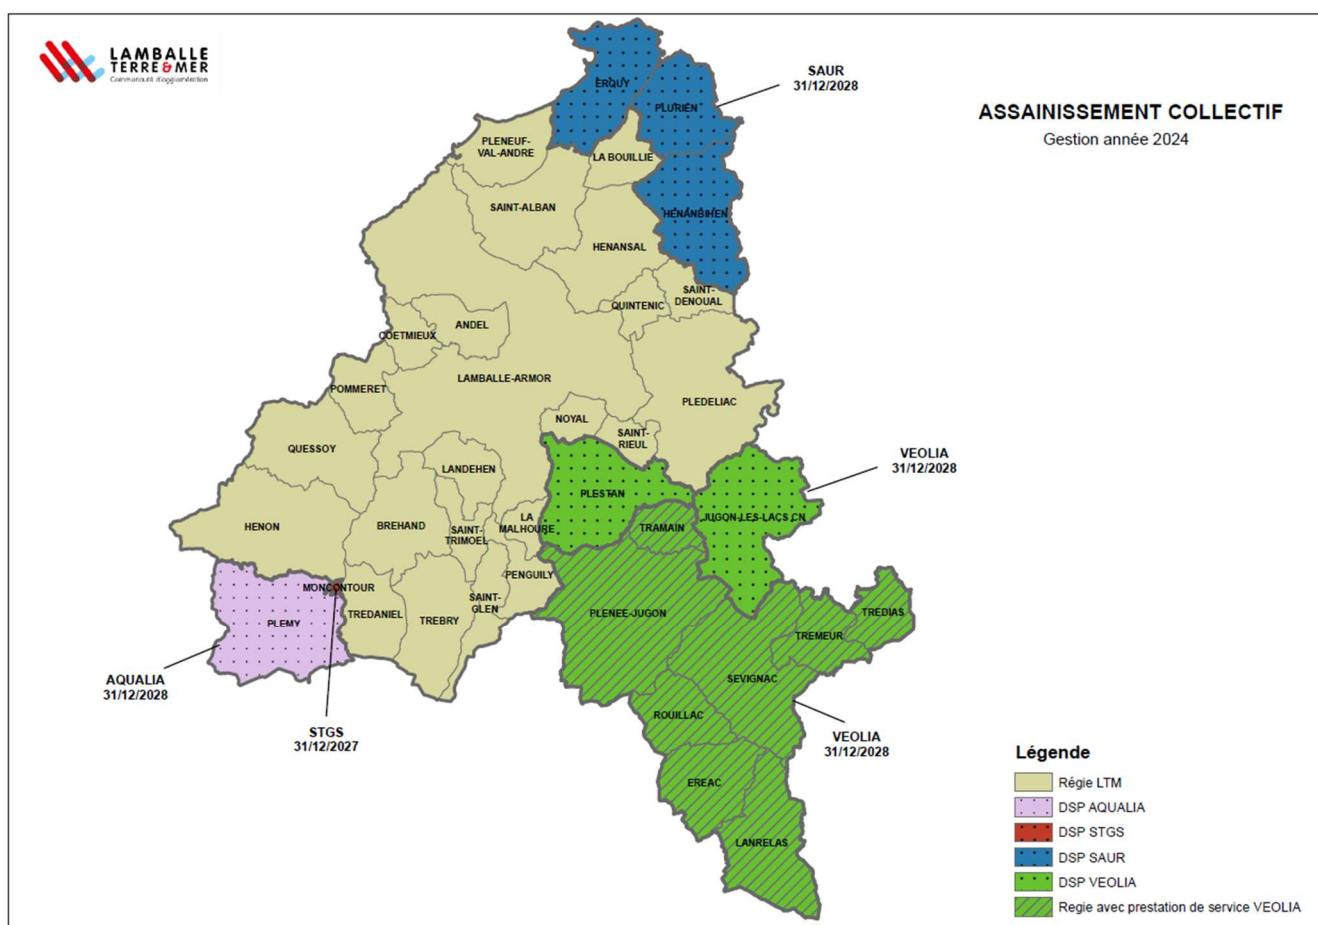 LAMBALLE
TERRE & MER
Communauté d'agglomération
ASSAINISSEMENT COLLECTIF
Gestion année 2024
SAUR
31/12/2028
ERQUY
PLURIEN
PLENEUF-
VAL-ANDRE
LA BOUILLIE
SAINT-ALBAN
HENANBIHEN
HENANSAL
SAINT-
DENOUAL
QUINTENIC
ANDEL
COETMIEUX
LAMBALLE-ARMOR
POMMERET
PLEDELIAC
NOYAL
SAINT-
RIEUL
QUESSOY
LANDEHEN
VEOLIA
31/12/2028
PLESTAN
JUGON-LES-LACS CN
HENON
BREHAND
SAINT-
TRIMOEL
LA
MALHOURE
TRAMAIN
PENGUILY
MONCONTOUR
TREDANIEL
SAINT-
GLEN
TREBRY
PLENEE-JUGON
TREDIAS
TREMEUR
PLEMY
SEVIGNAC
AQUALIA
31/12/2028
STGS
31/12/2027
ROUILLAC
VEOLIA
31/12/2028
EREAC
LANRELAS
Légende
Régie LTM
DSP AQUALIA
DSP STGS
DSP SAUR
DSP VEOLIA
Regie avec prestation de service VEOLIA